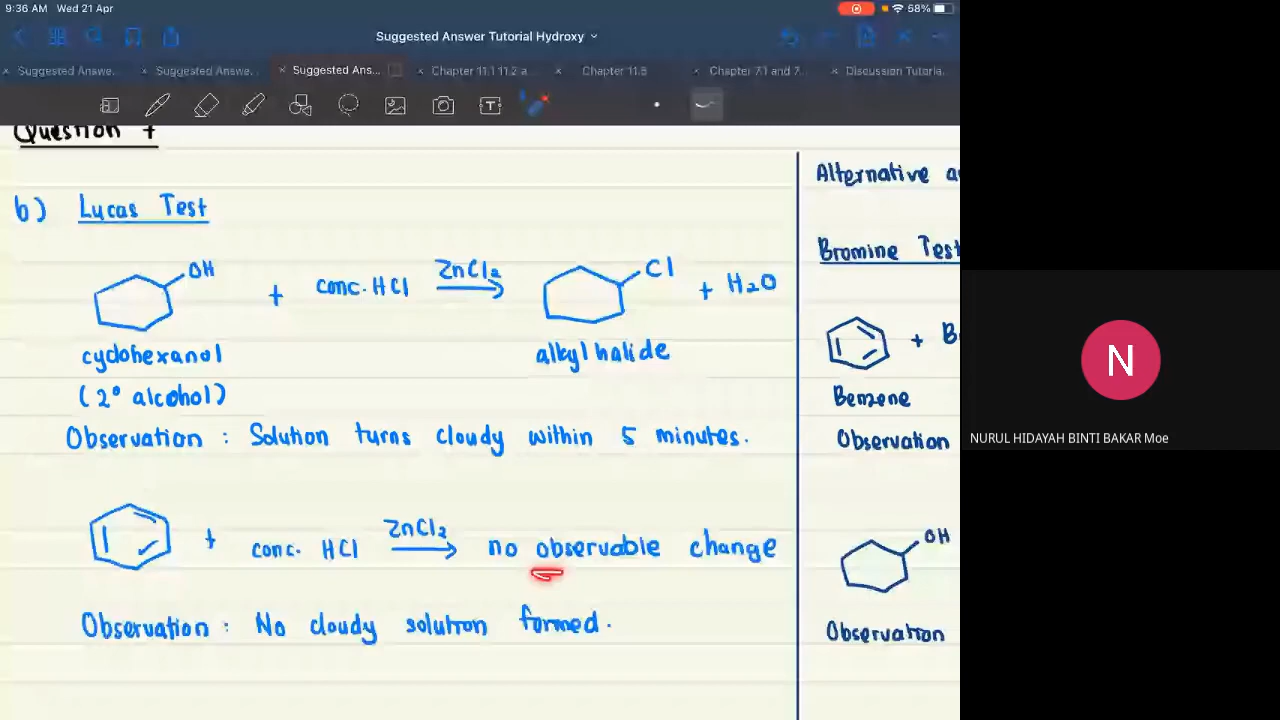 9:36 AM Wed 21 Apr
58%
Suggested Answer Tutorial Hydroxy
Suggested Answe...
Suggested Answe...
Suggested Ans...
Chapter 11.1 11.2 a...
Chapter 11.5
Chapter 7.1 and 7...
Discussion Tutoria...
Question 7
b) Lucas Test
OH
+ conc. HCl ZnCl2 Cl + H2O
cyclohexanol
alkyl halide
(2° alcohol)
Observation : Solution turns cloudy within 5 minutes.
+ conc. HCl ZnCl2 no observable change
Observation : No cloudy solution formed.
Alternative
Bromine Test
+ B
Benzene
Observation
OH
Observation
N
NURUL HIDAYAH BINTI BAKAR Moe